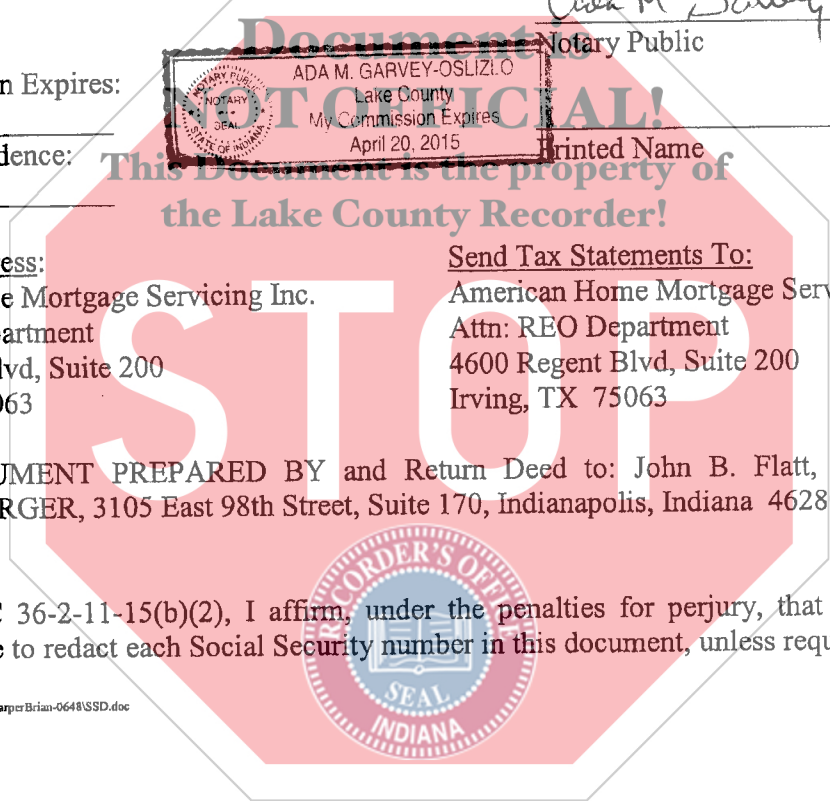 Document is
Notary Public
n Expires:
ADA M. GARVEY-OSLIZLO
Lake County
My Commission Expires
April 20, 2015
NOTARY PUBLIC
NOTARY
SEAL
STATE OF INDIANA
NOT OFFICIAL!
dence:
Printed Name
This Document is the property of
the Lake County Recorder!
ess:
e Mortgage Servicing Inc.
artment
lvd, Suite 200
063
Send Tax Statements To:
American Home Mortgage Serv
Attn: REO Department
4600 Regent Blvd, Suite 200
Irving, TX 75063
STOP
UMENT PREPARED BY and Return Deed to: John B. Flatt,
RGER, 3105 East 98th Street, Suite 170, Indianapolis, Indiana 4628
36-2-11-15(b)(2), I affirm, under the penalties for perjury, that
e to redact each Social Security number in this document, unless requ
RECORDER'S OFFICE
SEAL
INDIANA
arperBrian-0648\SSD.doc